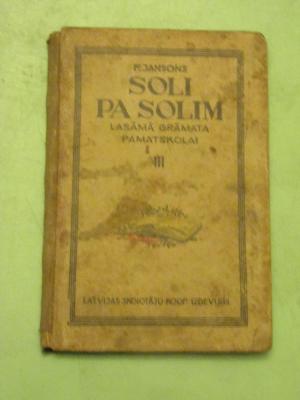 P. JANSONS
SOLI
PA SOLIM
LASĀMĀ GRĀMATA
PAMATSKOLAI
III
LATVIJAS SKOLOTĀJU KOOP. IZDEVUMS